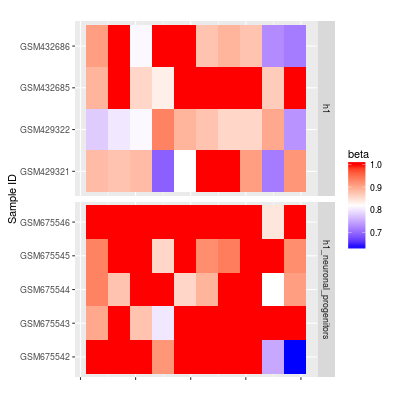 GSM432686
GSM432685
GSM429322
GSM429321
h1
GSM675546
GSM675545
GSM675544
GSM675543
GSM675542
h1_neuronal_progenitors
Sample ID
beta
1.0
0.9
0.8
0.7